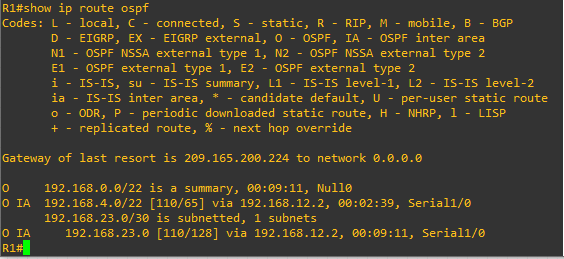 R1#show ip route ospf
Codes: L - local, C - connected, S - static, R - RIP, M - mobile, B - BGP
       D - EIGRP, EX - EIGRP external, O - OSPF, IA - OSPF inter area
       N1 - OSPF NSSA external type 1, N2 - OSPF NSSA external type 2
       E1 - OSPF external type 1, E2 - OSPF external type 2
       i - IS-IS, su - IS-IS summary, L1 - IS-IS level-1, L2 - IS-IS level-2
       ia - IS-IS inter area, * - candidate default, U - per-user static route
       o - ODR, P - periodic downloaded static route, H - NHRP, l - LISP
       + - replicated route, % - next hop override
Gateway of last resort is 209.165.200.224 to network 0.0.0.0
O     192.168.0.0/22 is a summary, 00:09:11, Null0
O IA  192.168.4.0/22 [110/65] via 192.168.12.2, 00:02:39, Serial1/0
      192.168.23.0/30 is subnetted, 1 subnets
O IA     192.168.23.0 [110/128] via 192.168.12.2, 00:09:11, Serial1/0
R1#